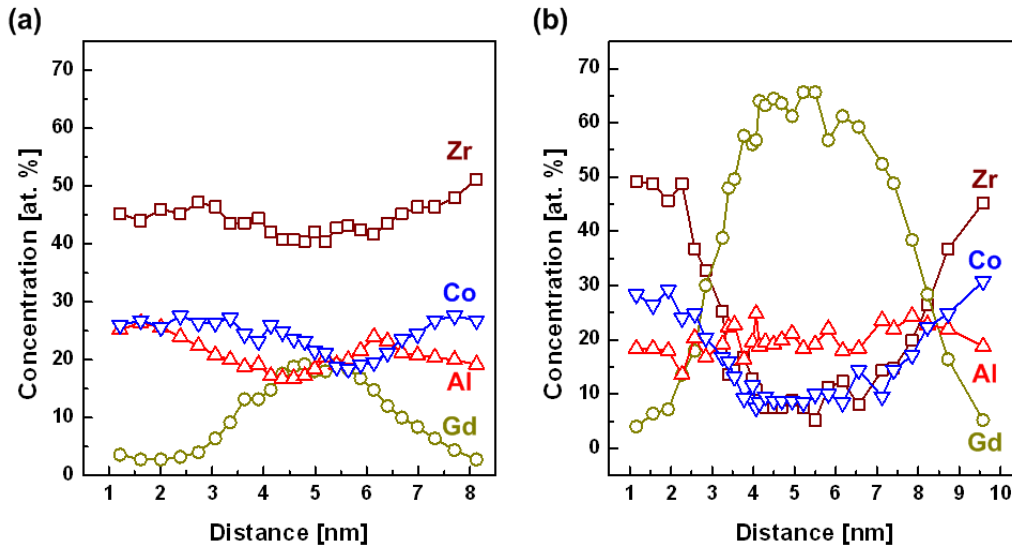 (a)
Concentration [at. %]
70
60
50
40
30
20
10
0
Zr
Co
Al
Gd
1 2 3 4 5 6 7 8
Distance [nm]
(b)
Concentration [at. %]
70
60
50
40
30
20
10
0
Zr
Co
Al
Gd
1 2 3 4 5 6 7 8 9 10
Distance [nm]